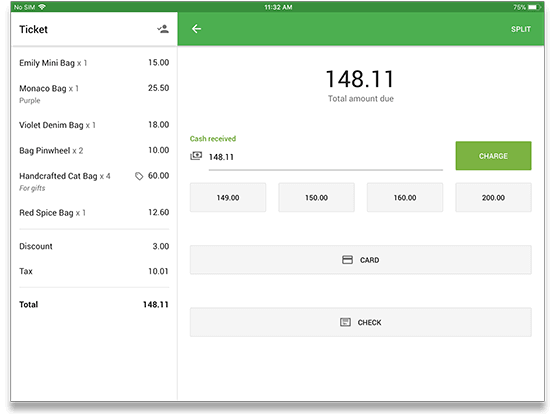 No SIM 11:32 AM 75%
Ticket
SPLIT
Emily Mini Bag x 1 15.00
Monaco Bag x 1 25.50
Purple
Violet Denim Bag x 1 18.00
Bag Pinwheel x 2 10.00
Handcrafted Cat Bag x 4 60.00
For gifts
Red Spice Bag x 1 12.60
Discount 3.00
Tax 10.01
Total 148.11
148.11
Total amount due
Cash received
148.11
CHARGE
149.00 150.00 160.00 200.00
CARD
CHECK